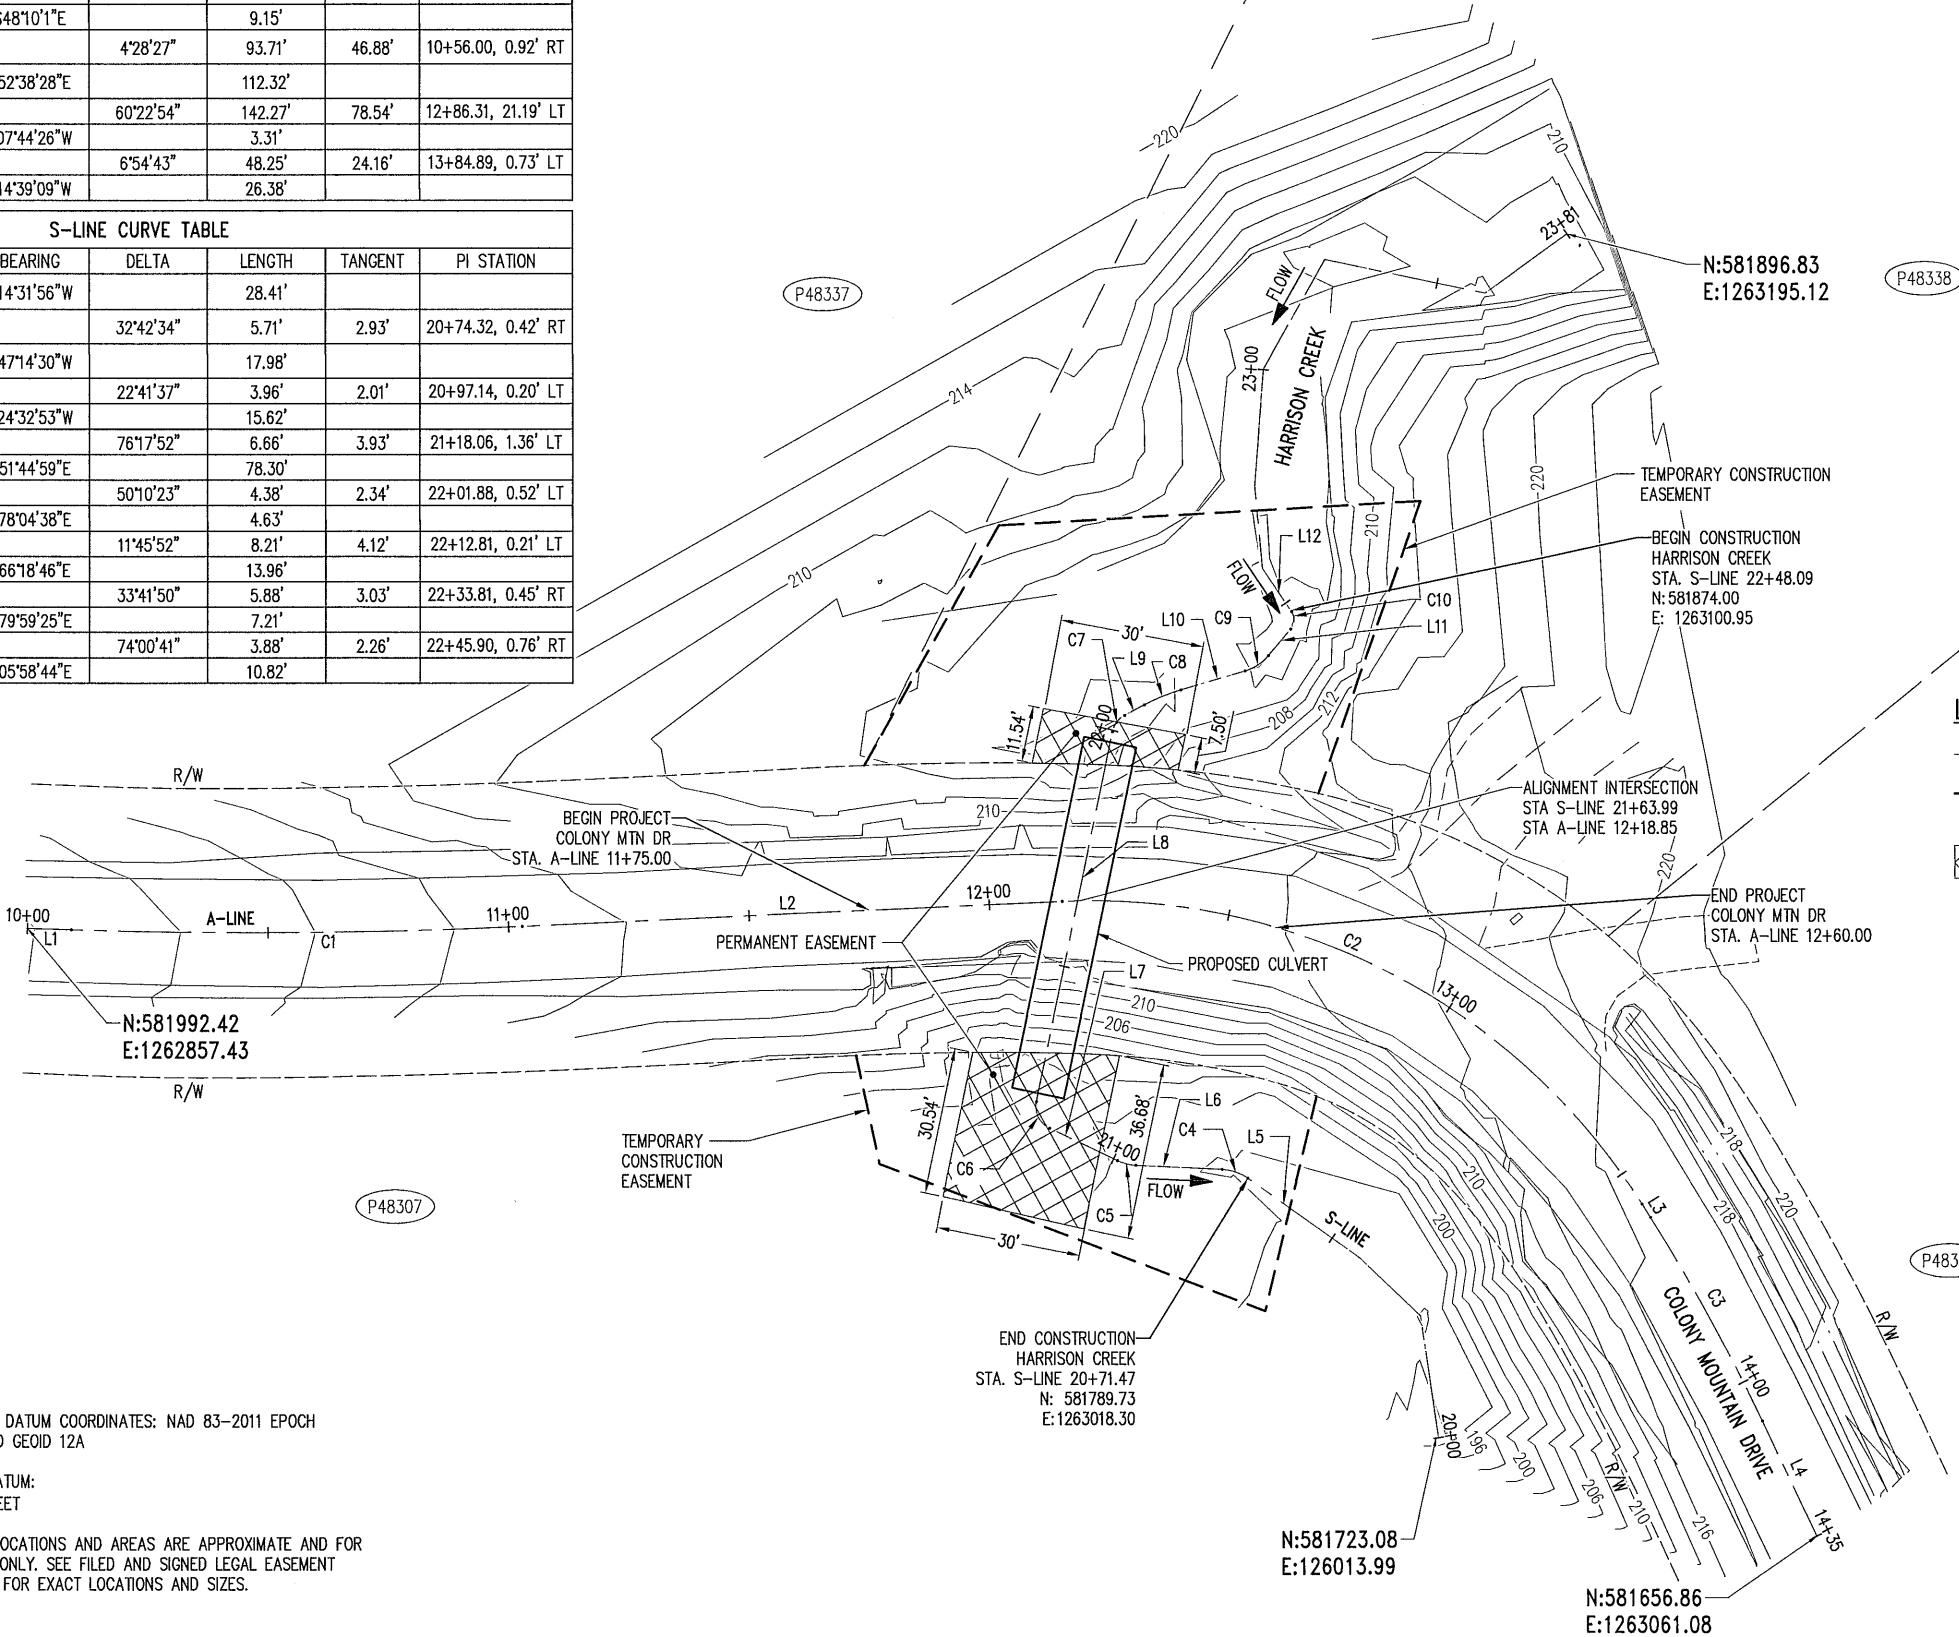 S48°10'1"E 9.15'
4°28'27" 93.71' 46.88' 10+56.00, 0.92' RT
52°38'28"E 112.32'
60°22'54" 142.27' 78.54' 12+86.31, 21.19' LT
07°44'26"W 3.31'
6°54'43" 48.25' 24.16' 13+84.89, 0.73' LT
14°39'09"W 26.38'
S-LINE CURVE TABLE
BEARING DELTA LENGTH TANGENT PI STATION
14°31'56"W 28.41'
32°42'34" 5.71' 2.93' 20+74.32, 0.42' RT
47°14'30"W 17.98'
22°41'37" 3.96' 2.01' 20+97.14, 0.20' LT
24°32'53"W 15.62'
76°17'52" 6.66' 3.93' 21+18.06, 1.36' LT
51°44'59"E 78.30'
50°10'23" 4.38' 2.34' 22+01.88, 0.52' LT
78°04'38"E 4.63'
11°45'52" 8.21' 4.12' 22+12.81, 0.21' LT
66°18'46"E 13.96'
33°41'50" 5.88' 3.03' 22+33.81, 0.45' RT
79°59'25"E 7.21'
74°00'41" 3.88' 2.26' 22+45.90, 0.76' RT
05°58'44"E 10.82'
220
210
23+81
N:581896.83
E:1263195.12
P48338
P48337
FLOW
HARRISON CREEK
23+00
214
TEMPORARY CONSTRUCTION
EASEMENT
220
210
L12
BEGIN CONSTRUCTION
HARRISON CREEK
STA. S-LINE 22+48.09
N:581874.00
E: 1263100.95
210
FLOW
C10
L11
L10
C9
30'
C7
L9
C8
212
208
22+00
11.54'
7.50'
R/W
ALIGNMENT INTERSECTION
STA S-LINE 21+63.99
STA A-LINE 12+18.85
210
BEGIN PROJECT
COLONY MTN DR
STA. A-LINE 11+75.00
L8
220
END PROJECT
COLONY MTN DR
STA. A-LINE 12+60.00
10+00
L1
A-LINE
C1
11+00
L2
12+00
PERMANENT EASEMENT
C2
PROPOSED CULVERT
L7
13+00
210
206
N:581992.42
E:1262857.43
R/W
30.54'
36.68'
L6
C4
L5
21+00
C6
TEMPORARY
CONSTRUCTION
EASEMENT
FLOW
C5
30'
S-LINE
P48307
218
210
200
218
220
L3
P483
C3
COLONY MOUNTAIN DRIVE
R/W
14+00
L4
14+35
END CONSTRUCTION
HARRISON CREEK
STA. S-LINE 20+71.47
N: 581789.73
E:1263018.30
20+00
196
200
206
R/W
210
216
DATUM COORDINATES: NAD 83-2011 EPOCH
GEOID 12A
N:581723.08
E:126013.99
N:581656.86
E:1263061.08
OCATIONS AND AREAS ARE APPROXIMATE AND FOR
ONLY. SEE FILED AND SIGNED LEGAL EASEMENT
FOR EXACT LOCATIONS AND SIZES.